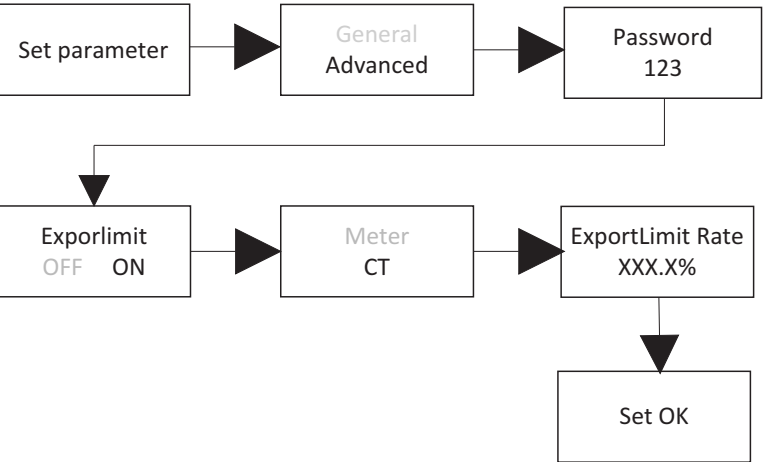 Set parameter
General
Advanced
Password
123
Exporlimit
OFF ON
Meter
CT
ExportLimit Rate
XXX.X%
Set OK